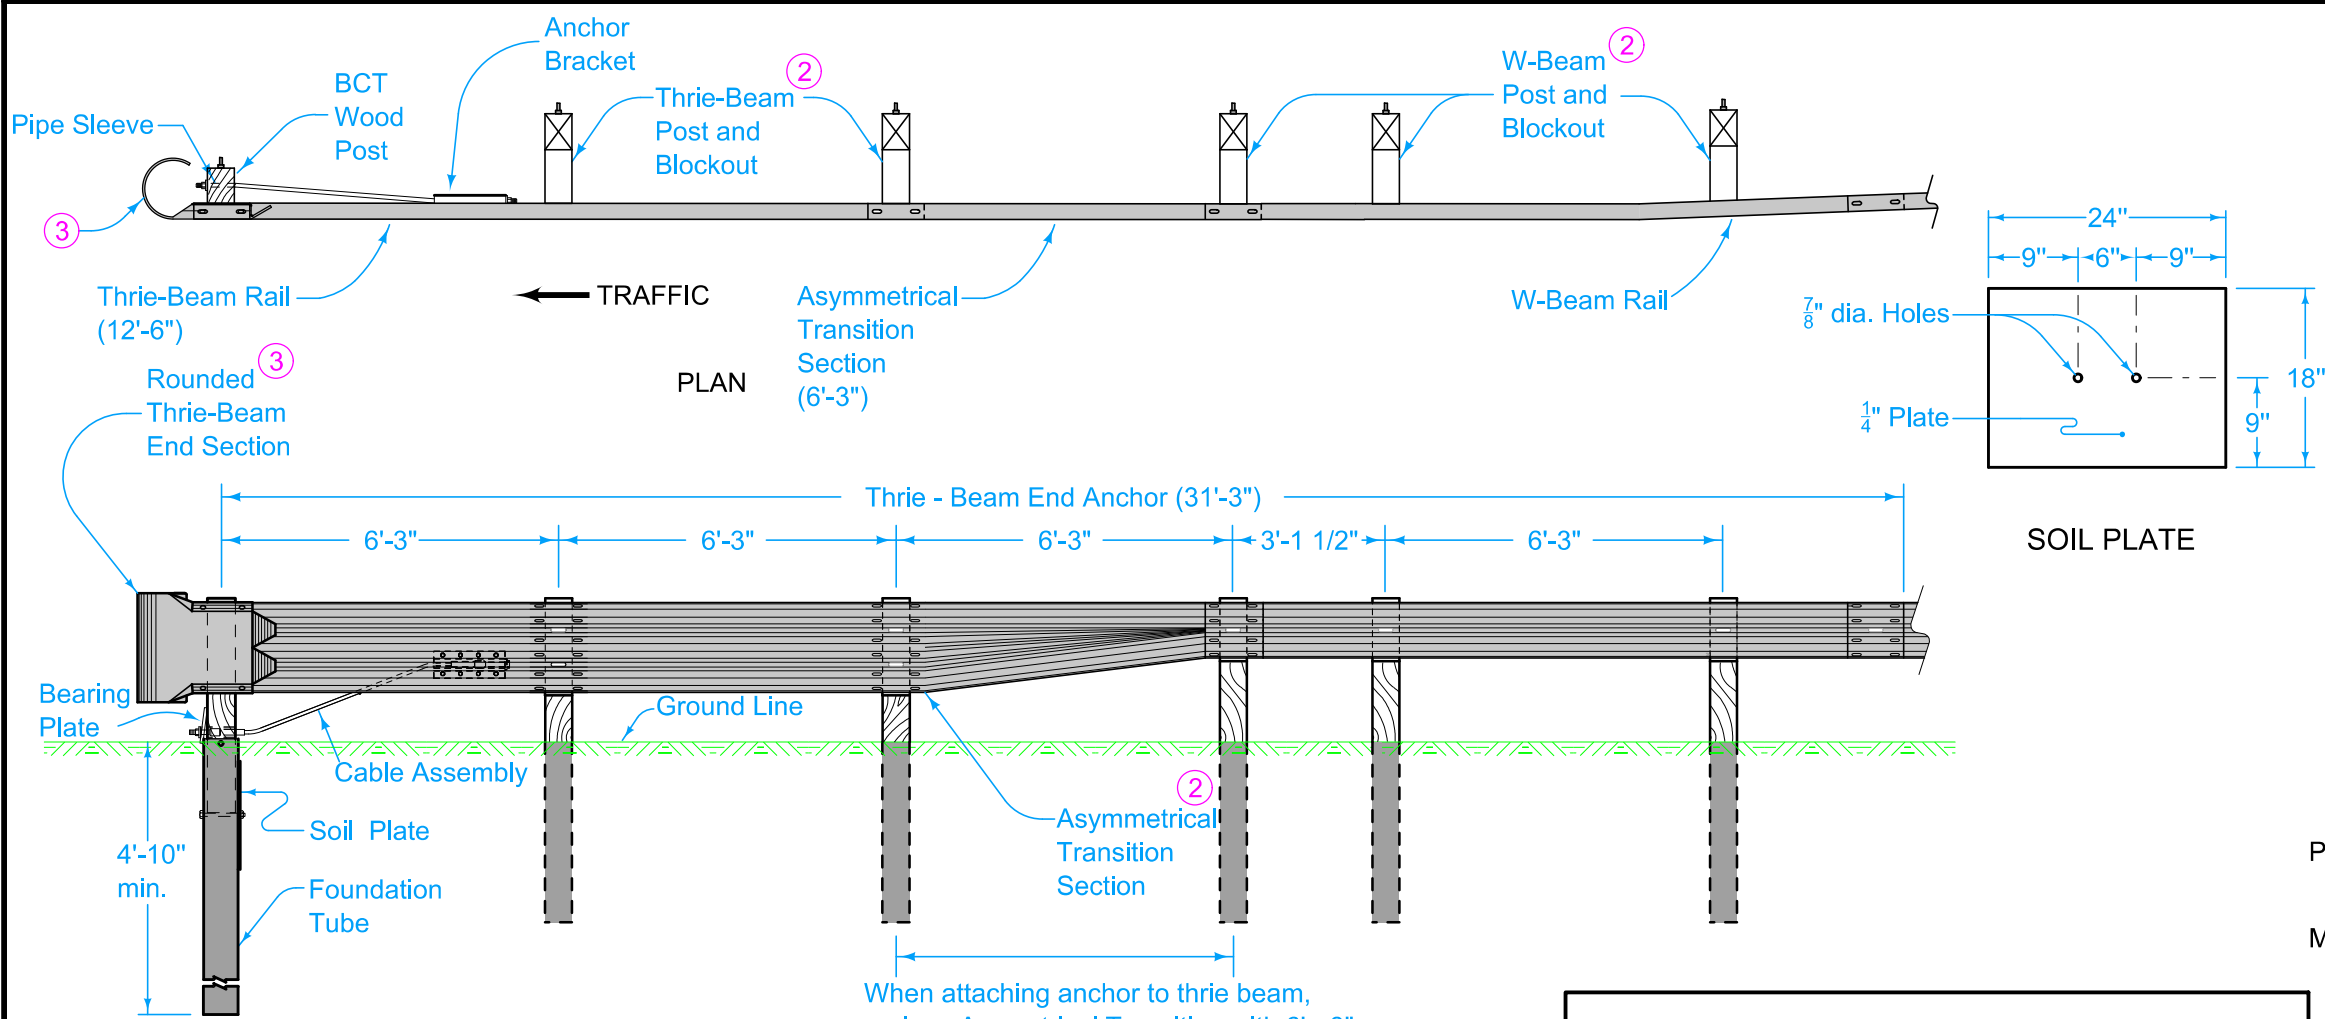 Anchor
Bracket
BCT
Wood
Post
Pipe Sleeve
2
Thrie-Beam
Post and
Blockout
W-Beam
2
Post and
Blockout
3
Thrie-Beam Rail
(12'-6")
TRAFFIC
Asymmetrical
Transition
Section
(6'-3")
W-Beam Rail
PLAN
24"
9" 6" 9"
7/8" dia. Holes
1/4" Plate
18"
9"
SOIL PLATE
3
Rounded
Thrie-Beam
End Section
Thrie - Beam End Anchor (31'-3")
6'-3" 6'-3" 6'-3" 3'-1 1/2" 6'-3"
Bearing
Plate
Ground Line
Cable Assembly
Soil Plate
4'-10"
min.
Foundation
Tube
2
Asymmetrical
Transition
Section
When attaching anchor to thrie beam,
P
M